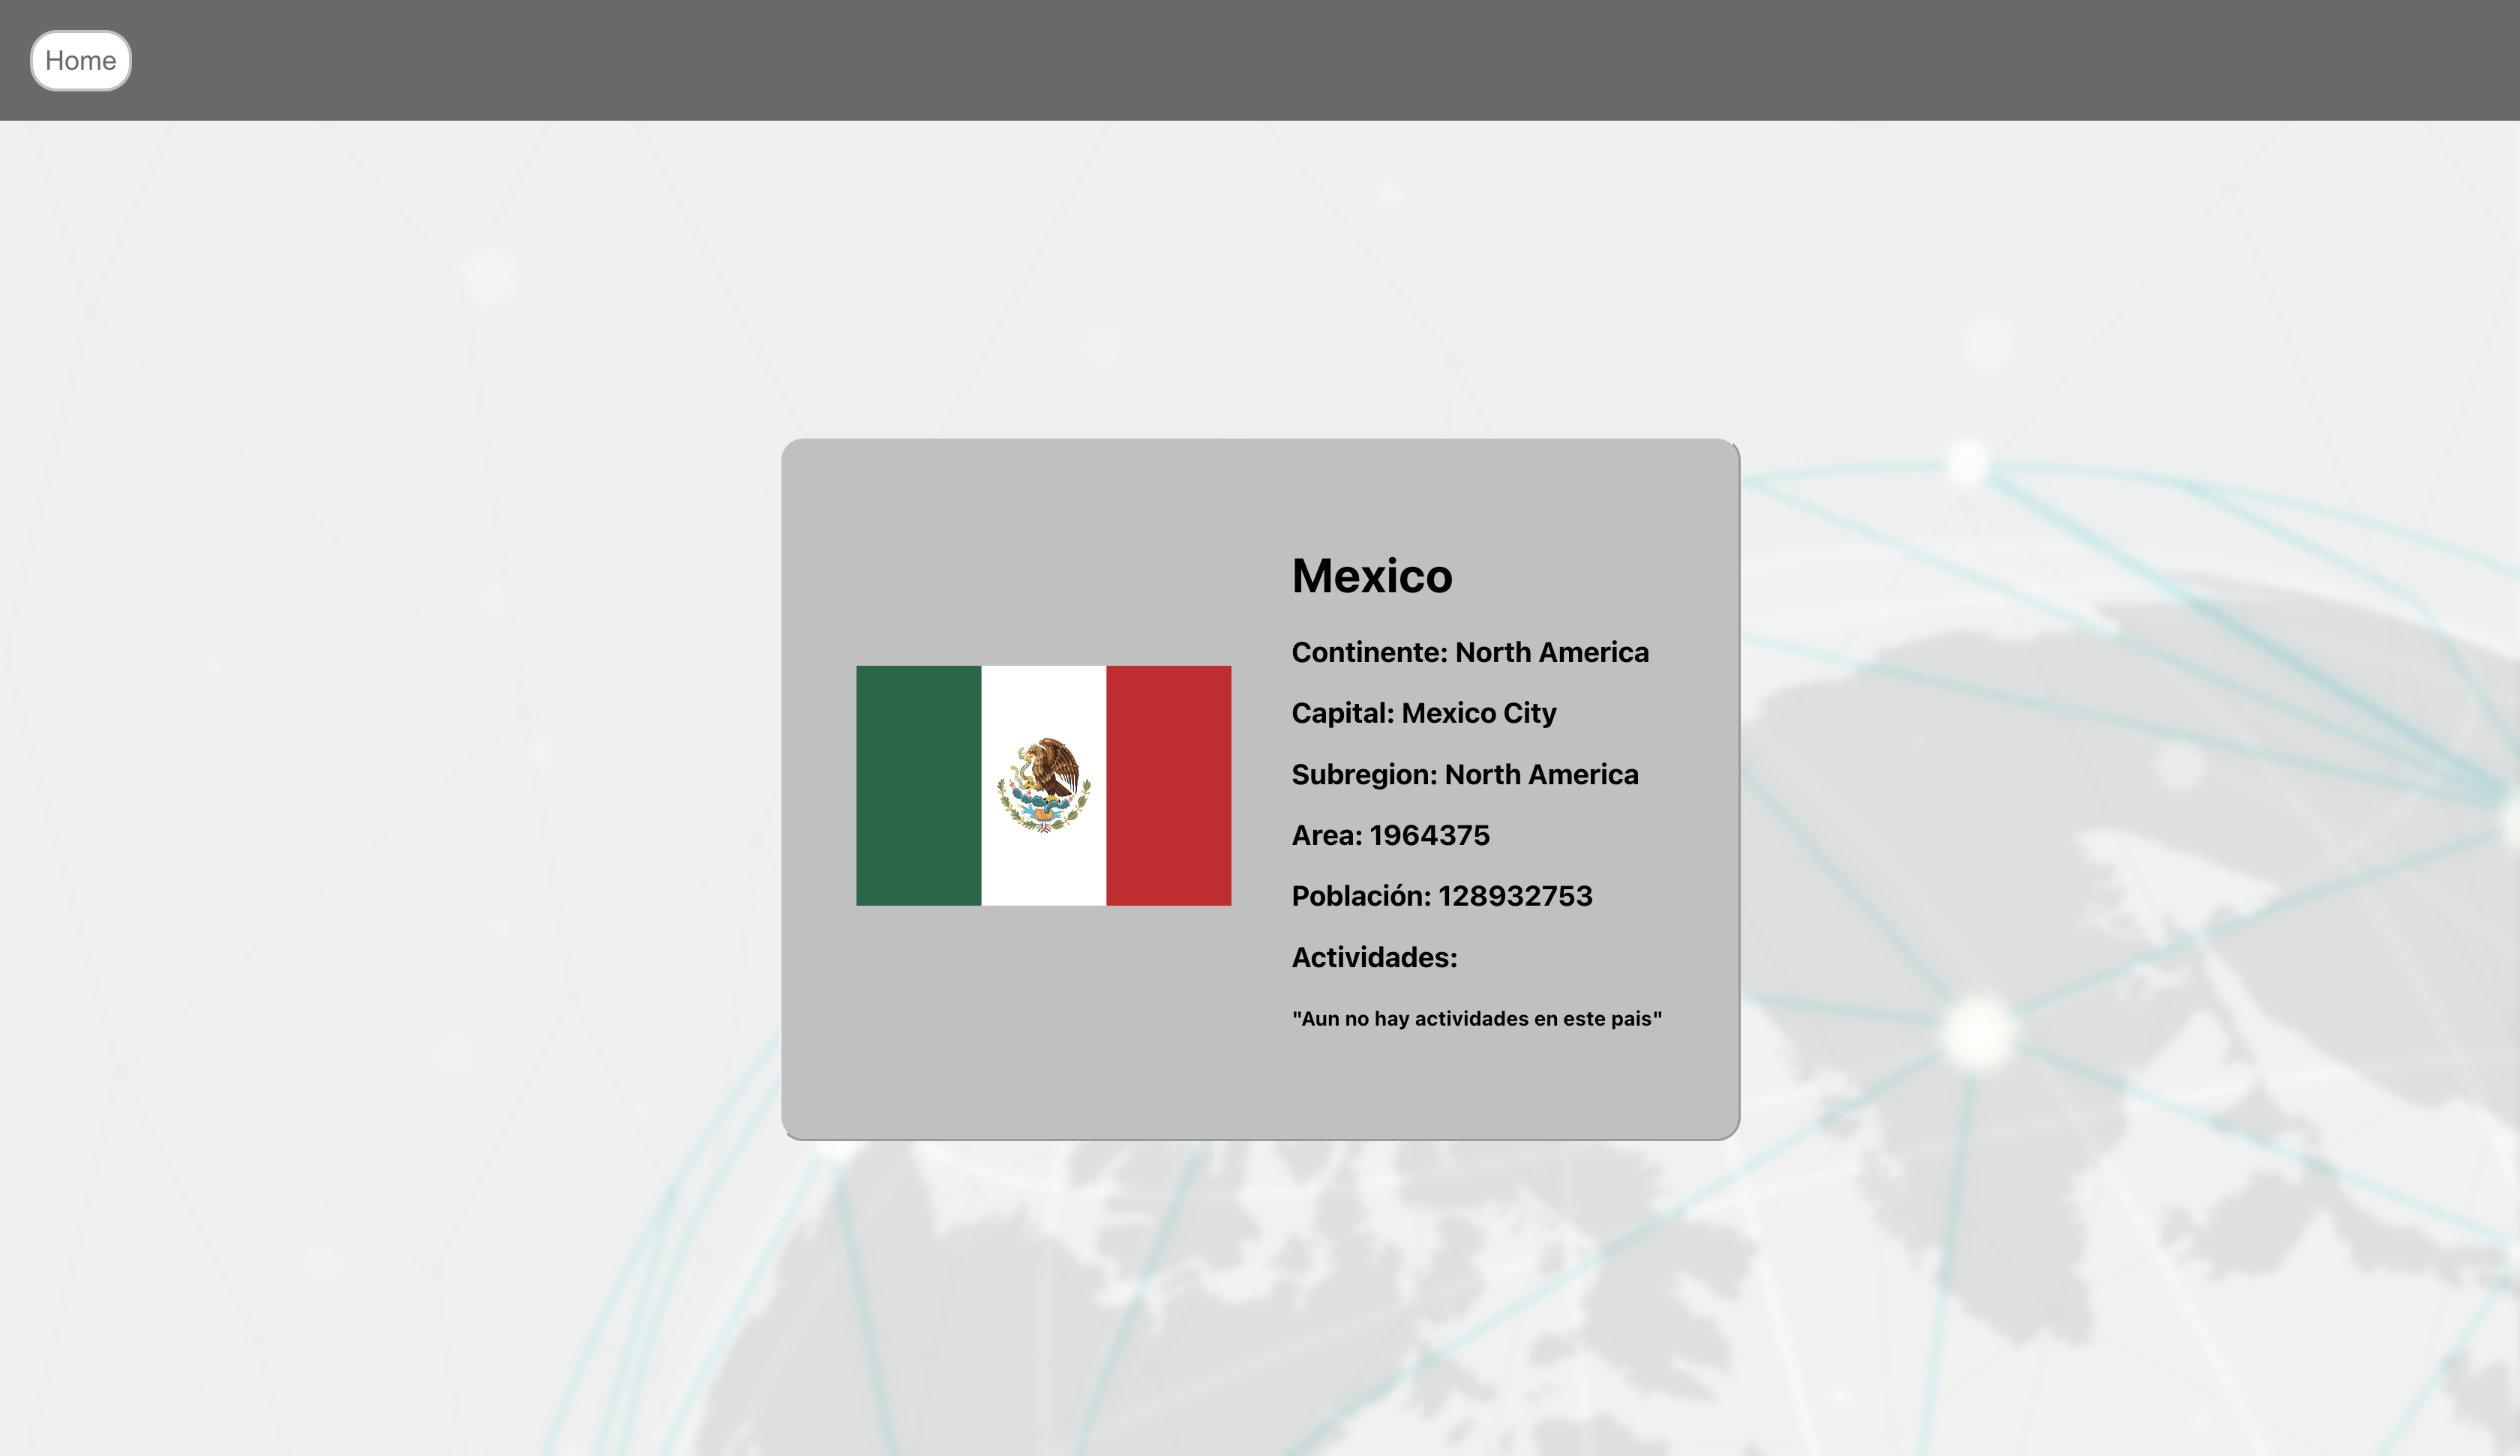 Home
Mexico
Continente: North America
Capital: Mexico City
Subregion: North America
Area: 1964375
Población: 128932753
Actividades:
"Aun no hay actividades en este pais"